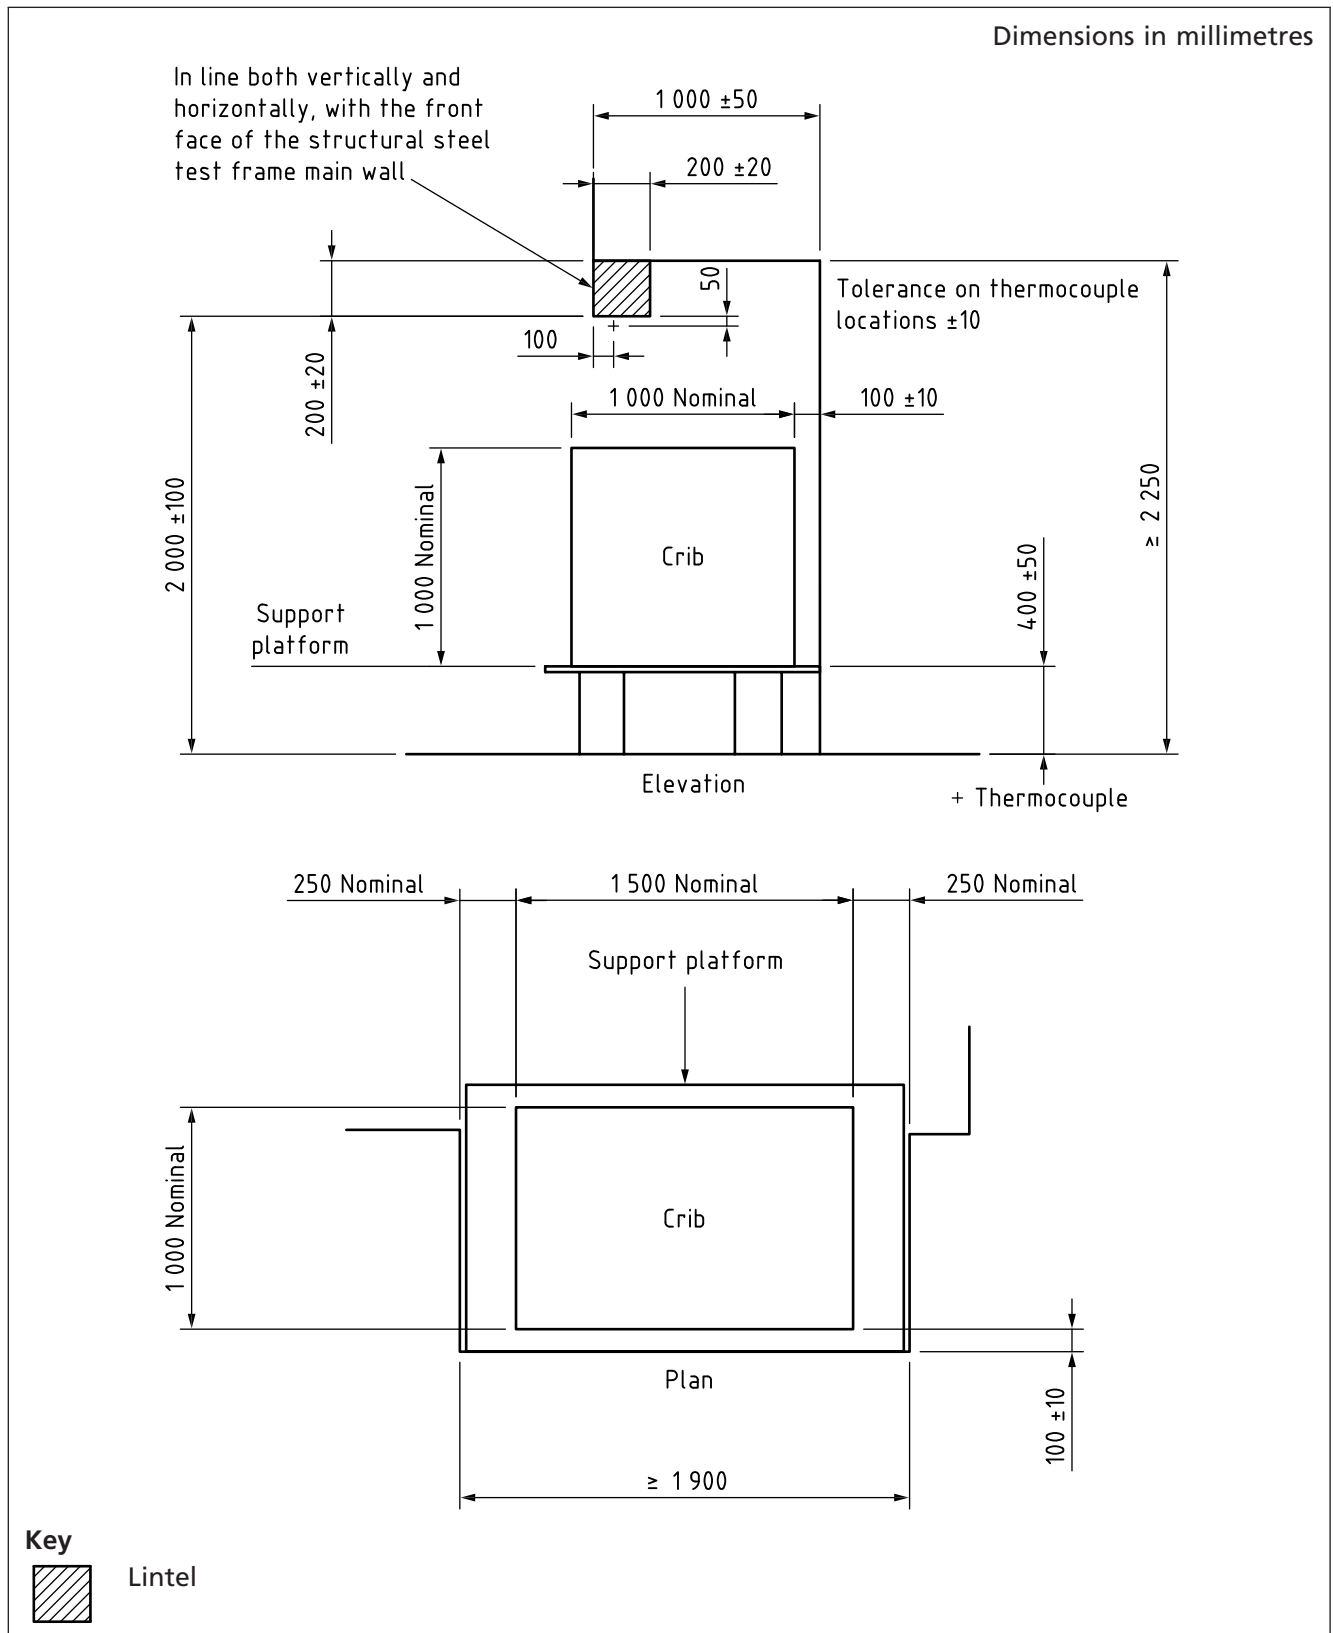 Dimensions in millimetres
In line both vertically and
horizontally, with the front
face of the structural steel
test frame main wall
1 000 ±50
200 ±20
50
Tolerance on thermocouple
locations ±10
100
200 ±20
1 000 Nominal
100 ±10
2 000 ±100
1 000 Nominal
Crib
≥ 2 250
400 ±50
Support
platform
Elevation
+ Thermocouple
250 Nominal
1 500 Nominal
250 Nominal
Support platform
1 000 Nominal
Crib
Plan
100 ±10
≥ 1 900
Key
Lintel